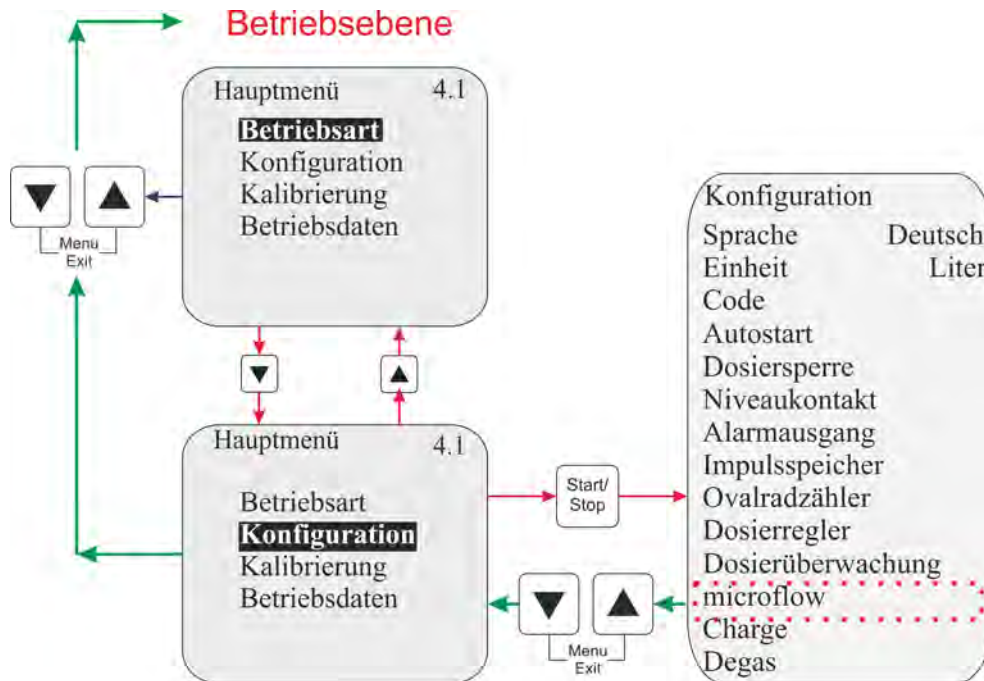 Betriebsebene
Hauptmenü 4.1
Betriebsart
Konfiguration
Kalibrierung
Betriebsdaten
Menu
Exit
Hauptmenü 4.1
Betriebsart
Konfiguration
Kalibrierung
Betriebsdaten
Start/
Stop
Menu
Exit
Konfiguration
Sprache Deutsch
Einheit Liter
Code
Autostart
Dosiersperre
Niveaukontakt
Alarmausgang
Impulsspeicher
Ovalradzähler
Dosierregler
Dosierüberwachung
microflow
Charge
Degas